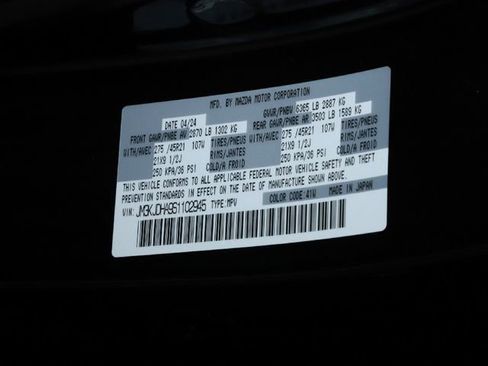 MFD. BY MAZDA MOTOR CORPORATION
DATE 04/24 GVWR/PNBV 6365 LB 2887 KG
FRONT GAWR/PNBE AV 2870 LB 1302 KG REAR GAWR/PNBE AR 3503 LB 1589 KG
WITH/AVEC 275 /45R21 107W TIRES/PNEUS WITH/AVEC 275 /45R21 107W TIRES/PNEUS
21X9 1/2J RIMS/JANTES 21X9 1/2J RIMS/JANTES
250 KPA/36 PSI COLD/A FROID 250 KPA/36 PSI COLD/A FROID
THIS VEHICLE CONFORMS TO ALL APPLICABLE FEDERAL MOTOR VEHICLE SAFETY AND THEFT
PREVENTION STANDARDS IN EFFECT ON THE DATE OF MANUFACTURE SHOWN ABOVE.
COLOR CODE:41W MADE IN JAPAN
VIN: JM3KJDHA951102945 TYPE:MPV